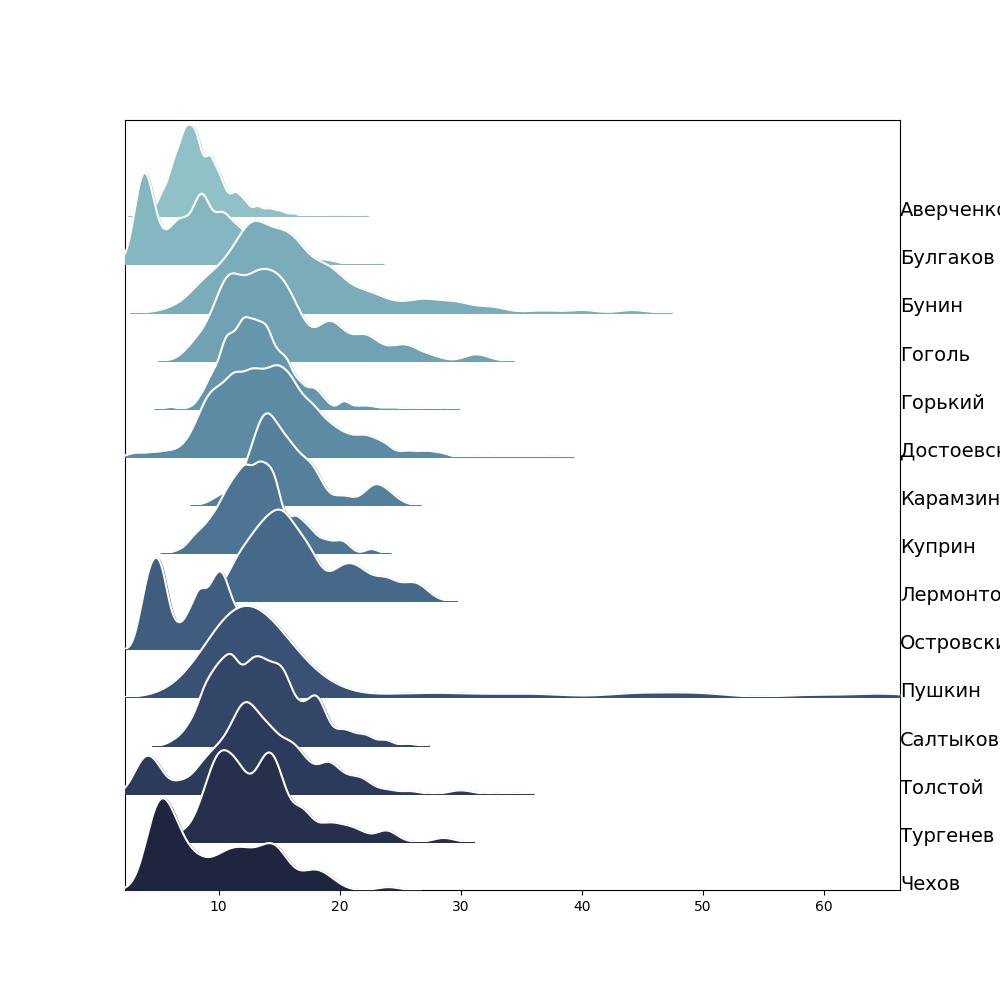 Аверченко
Булгаков
Бунин
Гоголь
Горький
Достоевск
Карамзин
Куприн
Лермонто
Островски
Пушкин
Салтыков
Толстой
Тургенев
Чехов
10 20 30 40 50 60